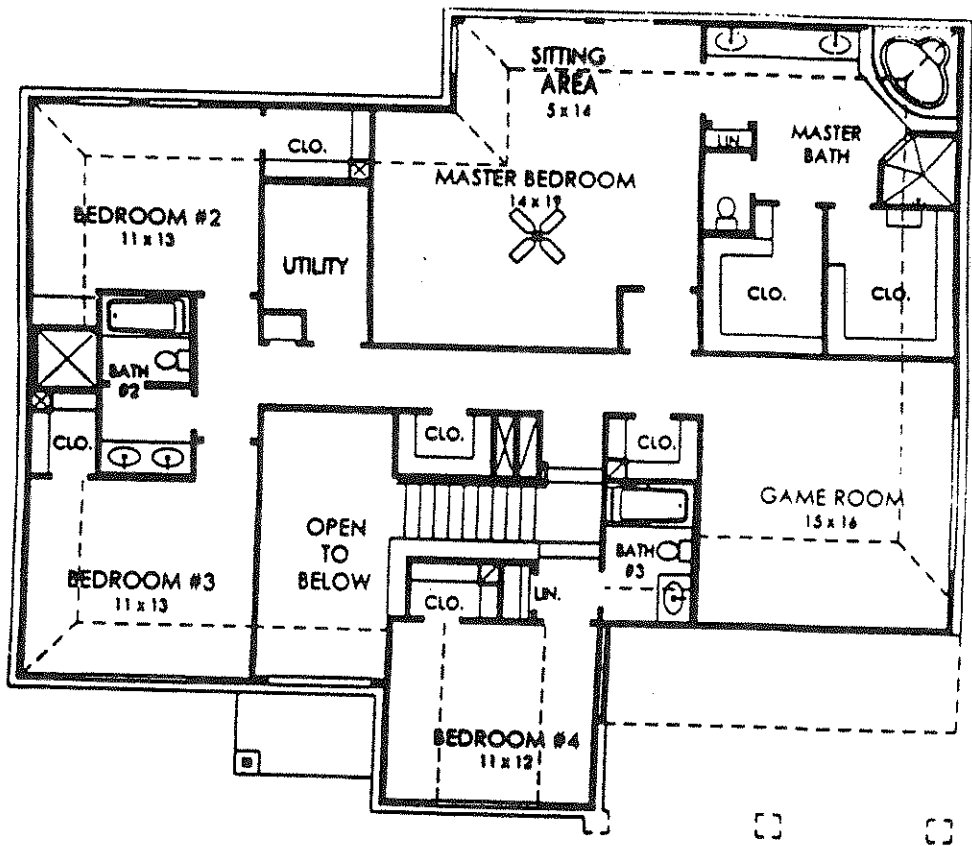 SITTING
AREA
5 x 14
CLO.
LIN.
MASTER
BATH
MASTER BEDROOM
14 x 19
BEDROOM #2
11 x 13
UTILITY
CLO.
CLO.
BATH
#2
CLO.
CLO.
CLO.
GAME ROOM
15 x 16
OPEN
TO
BELOW
BATH
#3
BEDROOM #3
11 x 13
CLO.
LIN.
BEDROOM #4
11 x 12